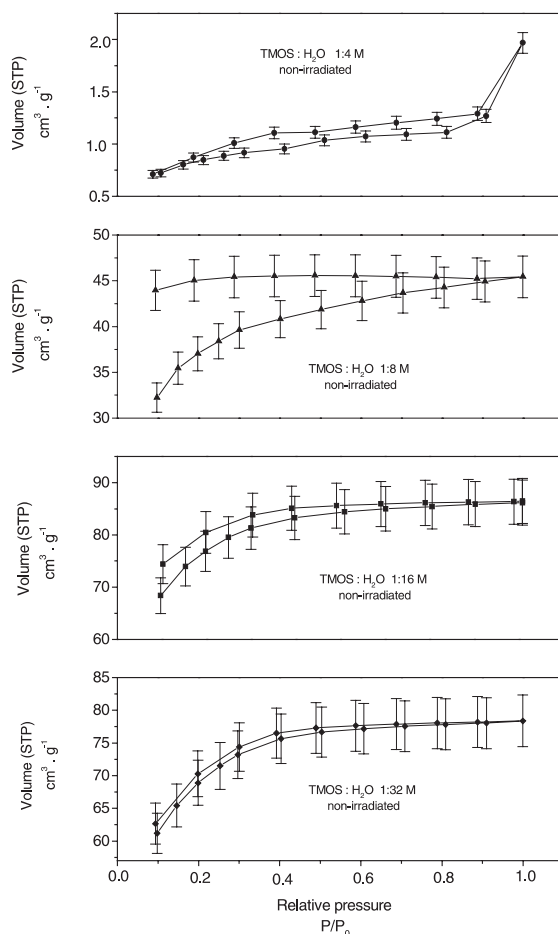 2.0
1.5
1.0
0.5
Volume (STP)
cm³ . g⁻¹
TMOS : H₂O 1:4 M
non-irradiated
50
45
40
35
30
Volume (STP)
cm³ . g⁻¹
TMOS : H₂O 1:8 M
non-irradiated
90
80
70
60
Volume (STP)
cm³ . g⁻¹
TMOS : H₂O 1:16 M
non-irradiated
85
80
75
70
65
60
Volume (STP)
cm³ . g⁻¹
TMOS : H₂O 1:32 M
non-irradiated
0.0 0.2 0.4 0.6 0.8 1.0
Relative pressure
P/P₀